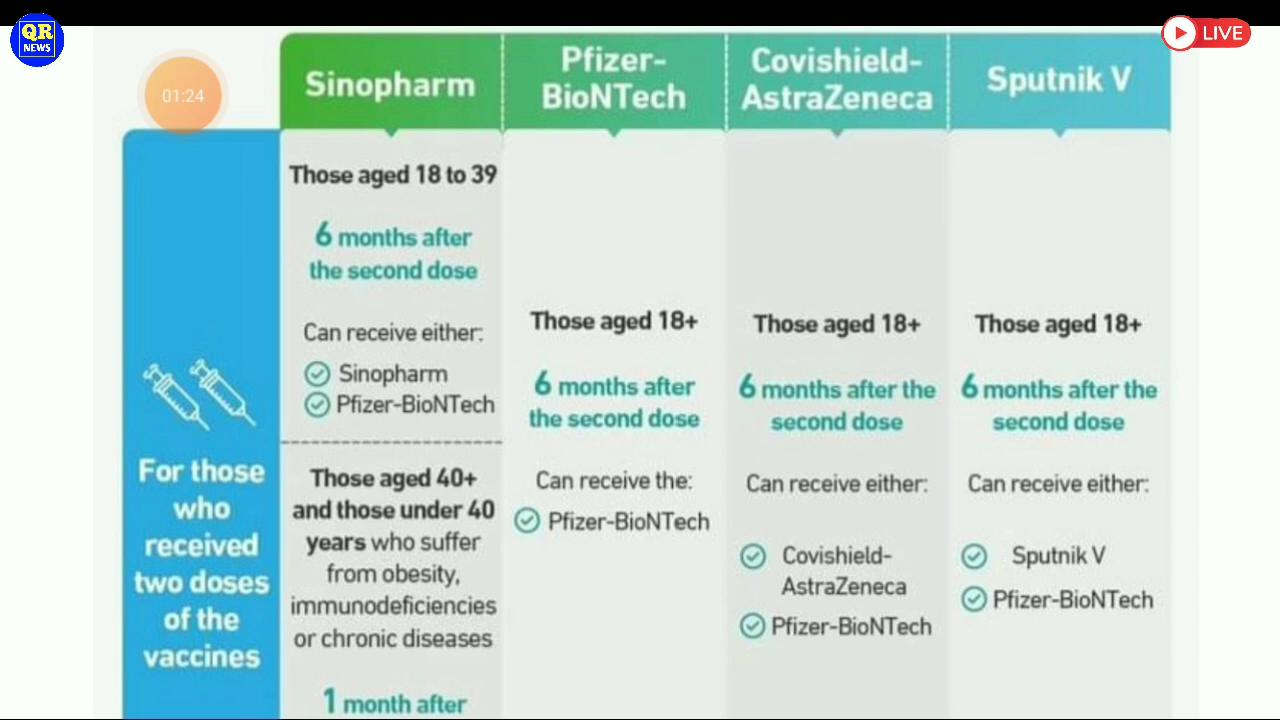 QR
NEWS
LIVE
01:24
Sinopharm
Pfizer-
BioNTech
Covishield-
AstraZeneca
Sputnik V
For those
who
received
two doses
of the
vaccines
Those aged 18 to 39
6 months after
the second dose
Can receive either:
Sinopharm
Pfizer-BioNTech
Those aged 40+
and those under 40
years who suffer
from obesity,
immunodeficiencies
or chronic diseases
1 month after
Those aged 18+
6 months after
the second dose
Can receive the:
Pfizer-BioNTech
Those aged 18+
6 months after the
second dose
Can receive either:
Covishield-
AstraZeneca
Pfizer-BioNTech
Those aged 18+
6 months after the
second dose
Can receive either:
Sputnik V
Pfizer-BioNTech